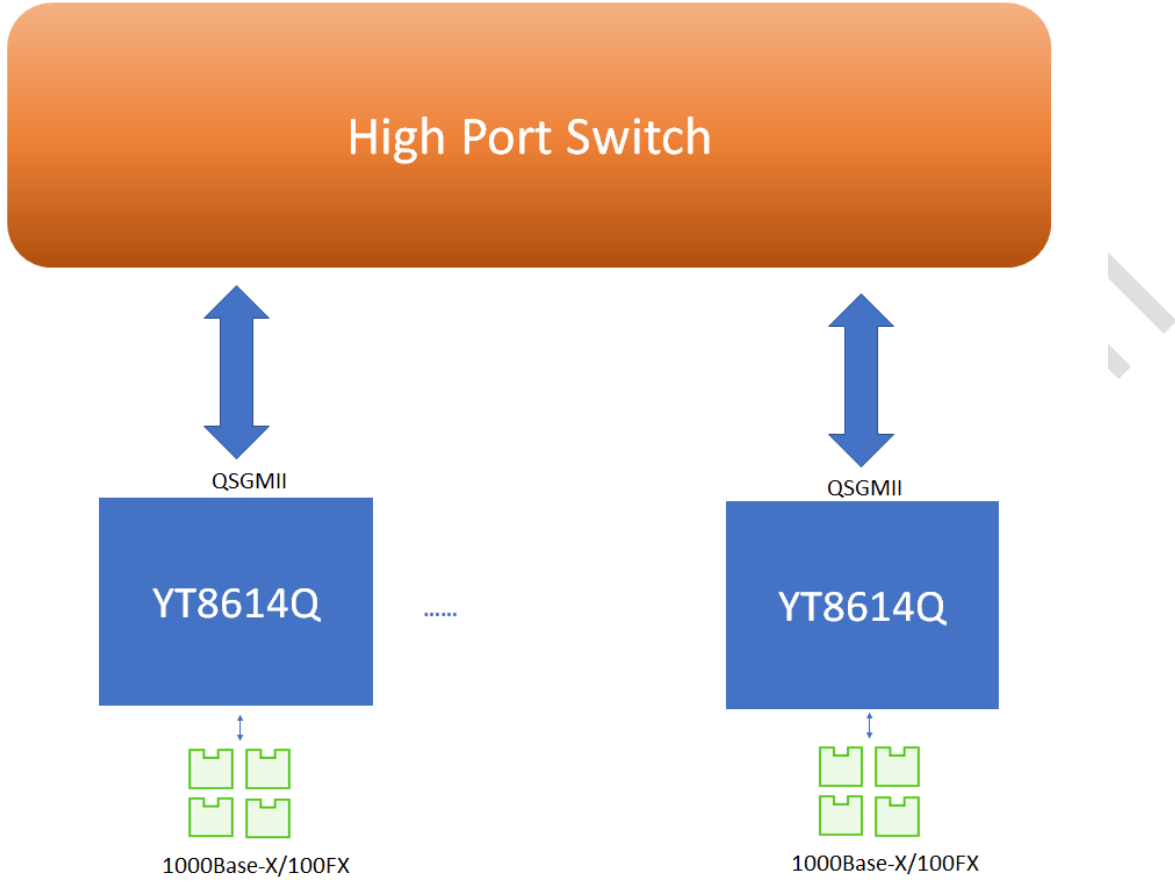 High Port Switch
QSGMII
QSGMII
YT8614Q
......
YT8614Q
1000Base-X/100FX
1000Base-X/100FX